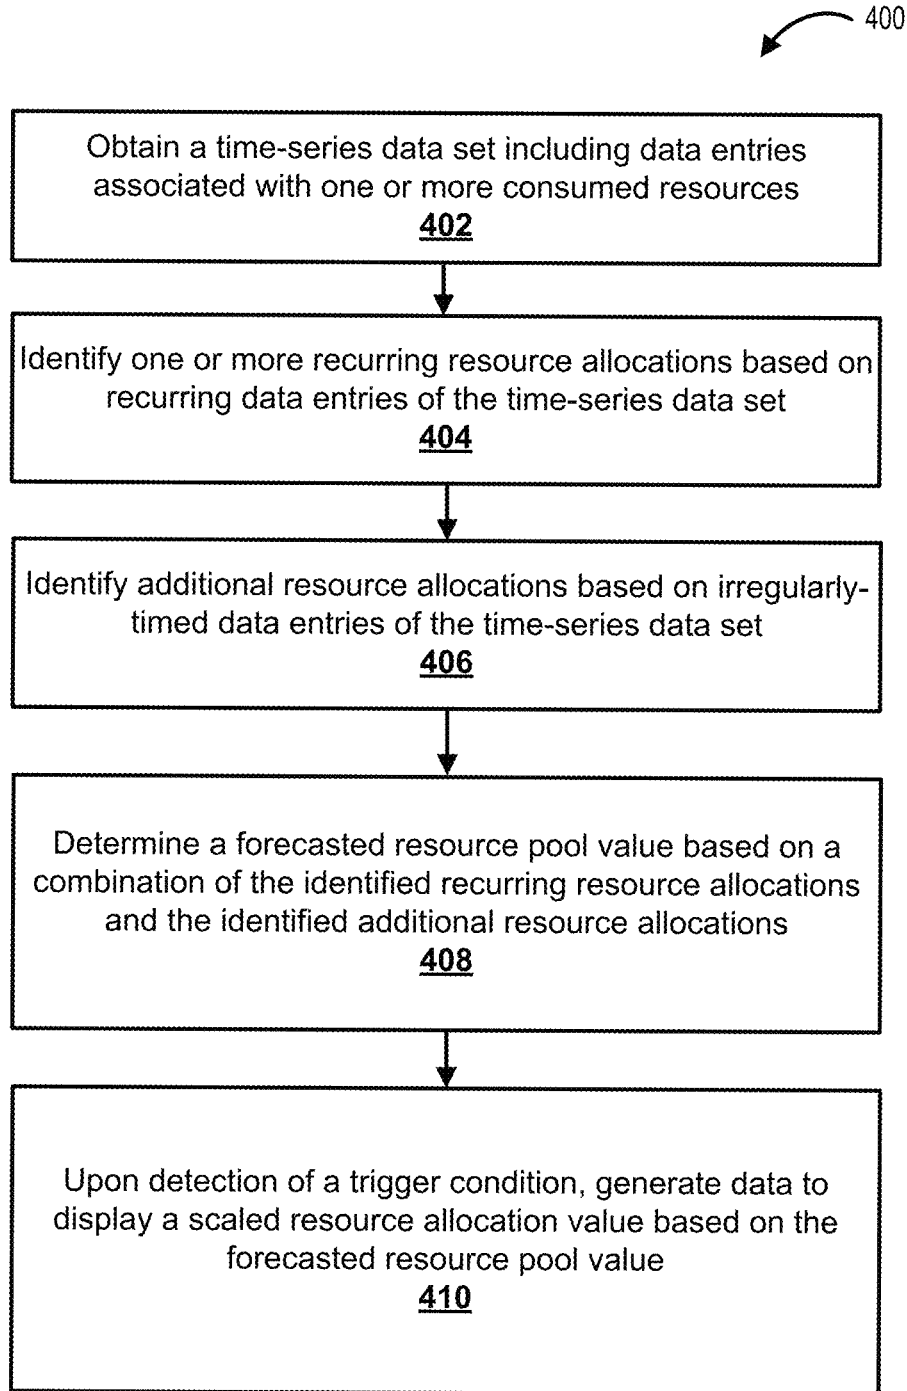 400
Obtain a time-series data set including data entries
associated with one or more consumed resources
402
Identify one or more recurring resource allocations based on
recurring data entries of the time-series data set
404
Identify additional resource allocations based on irregularly-
timed data entries of the time-series data set
406
Determine a forecasted resource pool value based on a
combination of the identified recurring resource allocations
and the identified additional resource allocations
408
Upon detection of a trigger condition, generate data to
display a scaled resource allocation value based on the
forecasted resource pool value
410